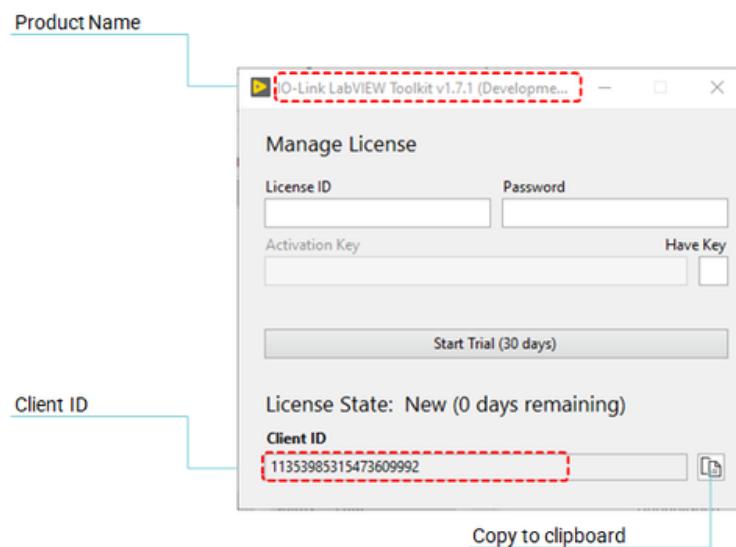 Product Name
IO-Link LabVIEW Toolkit v1.7.1 (Developme...
Manage License
License ID Password
Activation Key Have Key
Start Trial (30 days)
Client ID
License State: New (0 days remaining)
Client ID
11353985315473609992
Copy to clipboard